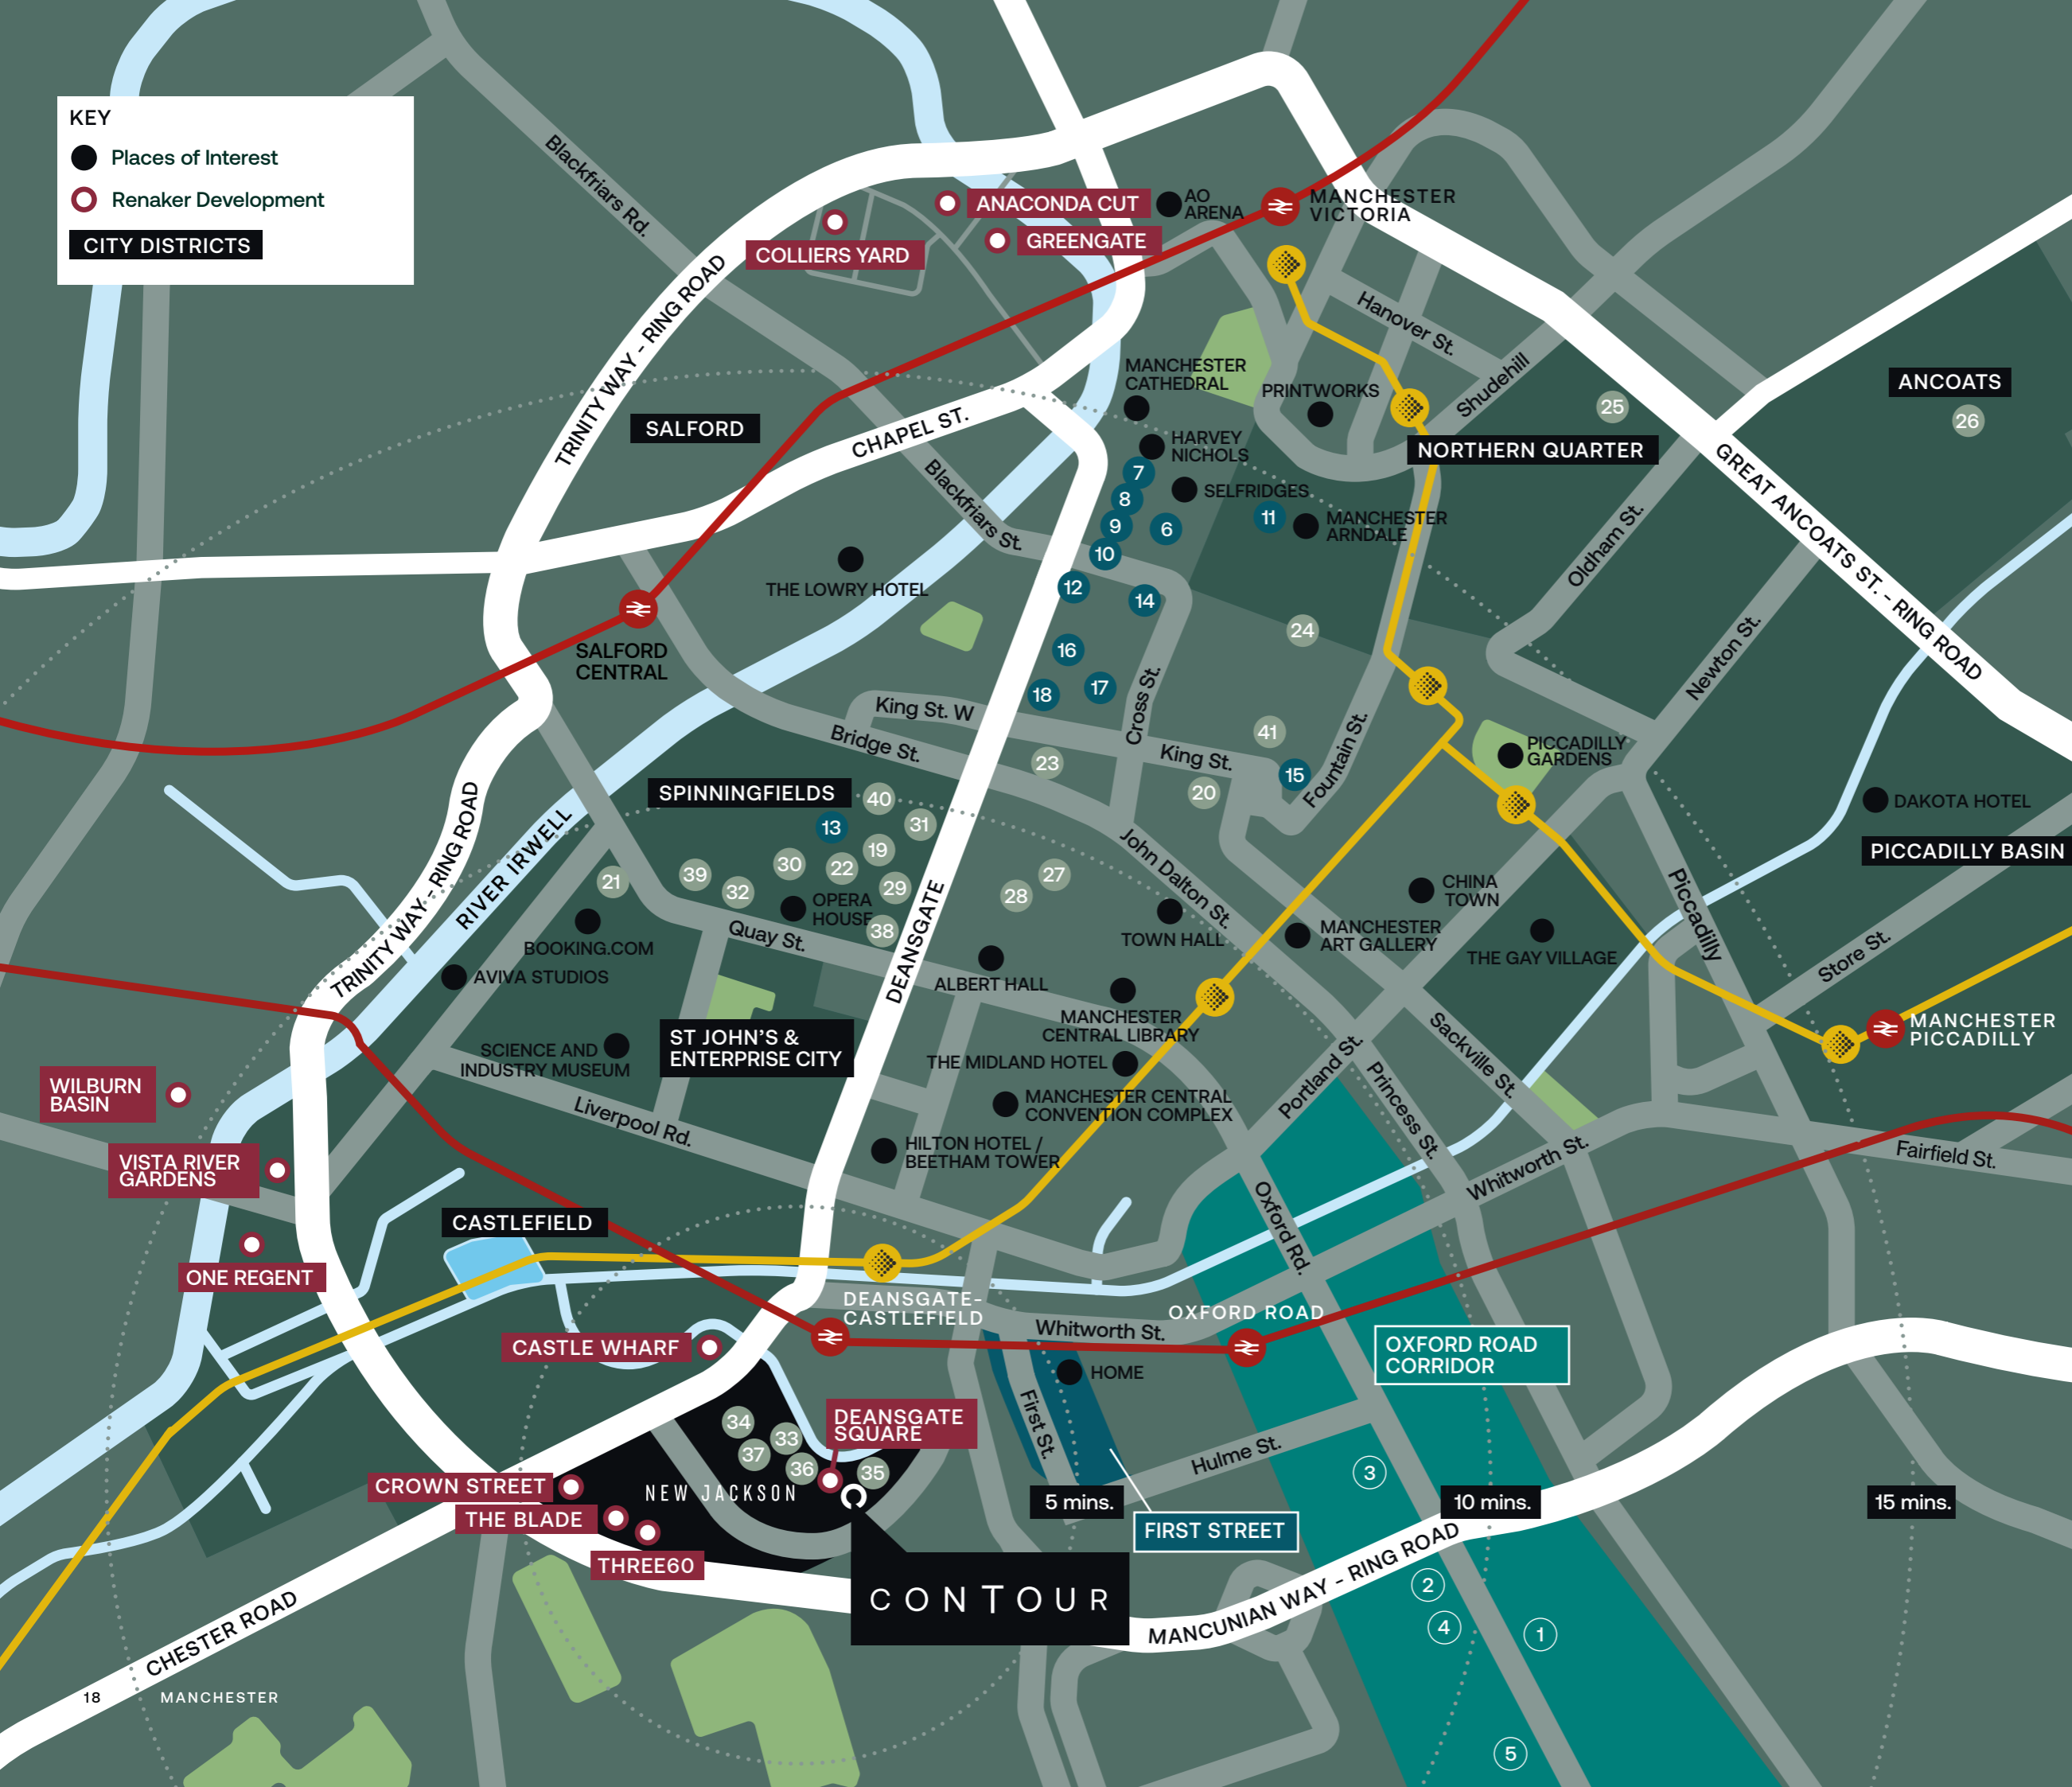 KEY
Places of Interest
Renaker Development
CITY DISTRICTS
Blackfriars Rd.
TRINITY WAY - RING ROAD
COLLIERS YARD
ANACONDA CUT
GREENGATE
AO
ARENA
MANCHESTER
VICTORIA
Hanover St.
Shudehill
MANCHESTER
CATHEDRAL
PRINTWORKS
25
ANCOATS
26
SALFORD
CHAPEL ST.
HARVEY
NICHOLS
NORTHERN QUARTER
GREAT ANCOATS ST. - RING ROAD
7
8
9
10
6
SELFRIDGES
11
MANCHESTER
ARNDALE
Blackfriars St.
Oldham St.
THE LOWRY HOTEL
12
14
24
SALFORD
CENTRAL
16
17
18
Cross St.
Newton St.
King St. W
Bridge St.
King St.
41
15
Fountain St.
PICCADILLY
GARDENS
23
20
DAKOTA HOTEL
PICCADILLY BASIN
SPINNINGFIELDS
40
13
31
19
30
22
39
32
29
21
OPERA
HOUSE
38
27
28
John Dalton St.
TRINITY WAY - RING ROAD
RIVER IRWELL
BOOKING.COM
AVIVA STUDIOS
Quay St.
DEANSGATE
ALBERT HALL
TOWN HALL
MANCHESTER
ART GALLERY
CHINA
TOWN
THE GAY VILLAGE
Piccadilly
Store St.
MANCHESTER
PICCADILLY
MANCHESTER
CENTRAL LIBRARY
THE MIDLAND HOTEL
MANCHESTER CENTRAL
CONVENTION COMPLEX
ST JOHN'S &
ENTERPRISE CITY
SCIENCE AND
INDUSTRY MUSEUM
Liverpool Rd.
HILTON HOTEL /
BEETHAM TOWER
Portland St.
Princess St.
Sackville St.
Whitworth St.
Fairfield St.
WILBURN
BASIN
VISTA RIVER
GARDENS
ONE REGENT
CASTLEFIELD
Oxford Rd.
DEANSGATE-
CASTLEFIELD
OXFORD ROAD
Whitworth St.
OXFORD ROAD
CORRIDOR
CASTLE WHARF
HOME
First St.
Hulme St.
3
34
33
37
36
35
DEANSGATE
SQUARE
CROWN STREET
THE BLADE
THREE60
NEW JACKSON
5 mins.
10 mins.
15 mins.
FIRST STREET
CONTOUR
MANCUNIAN WAY - RING ROAD
2
4
1
5
CHESTER ROAD
18
MANCHESTER